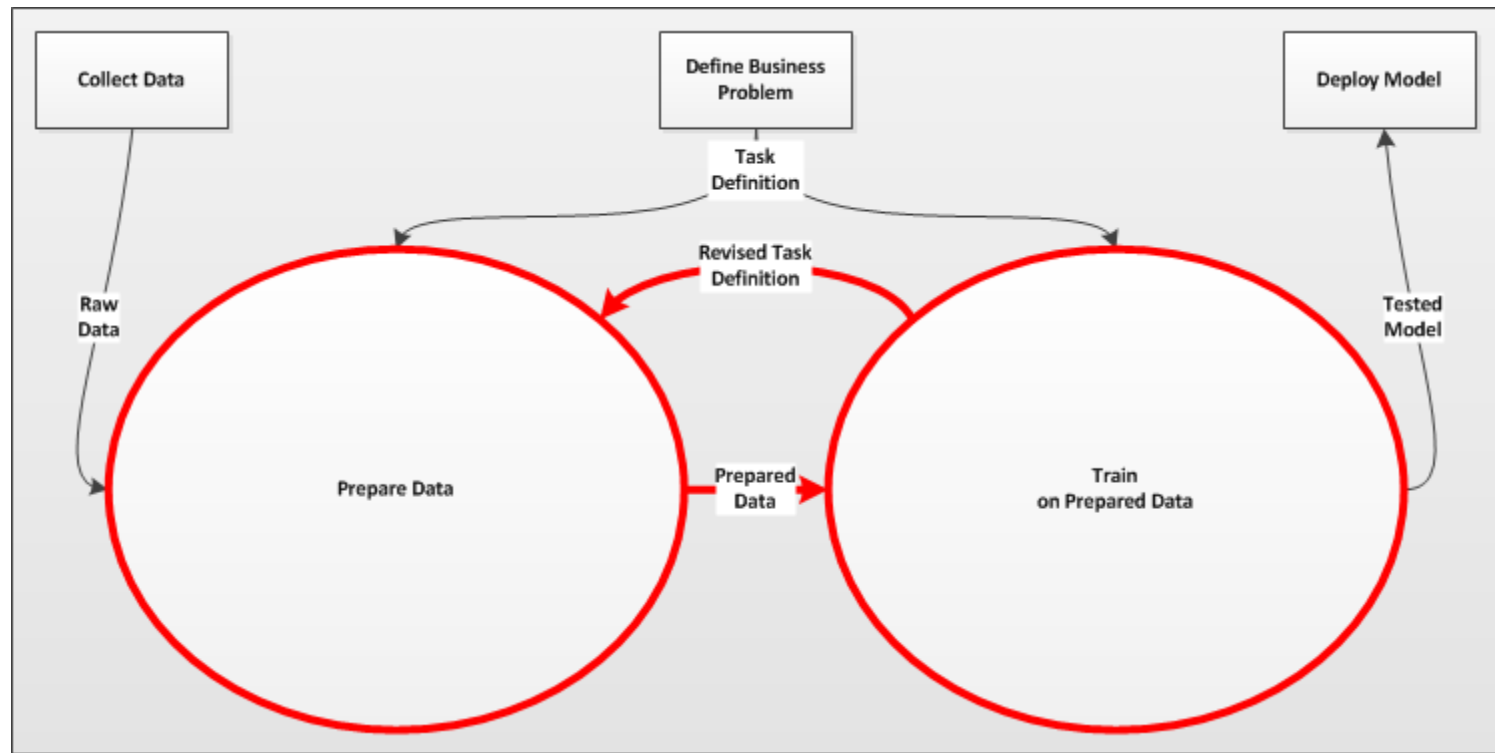 Collect Data
Define Business
Problem
Deploy Model
Task
Definition
Revised Task
Definition
Raw
Data
Tested
Model
Prepare Data
Prepared
Data
Train
on Prepared Data